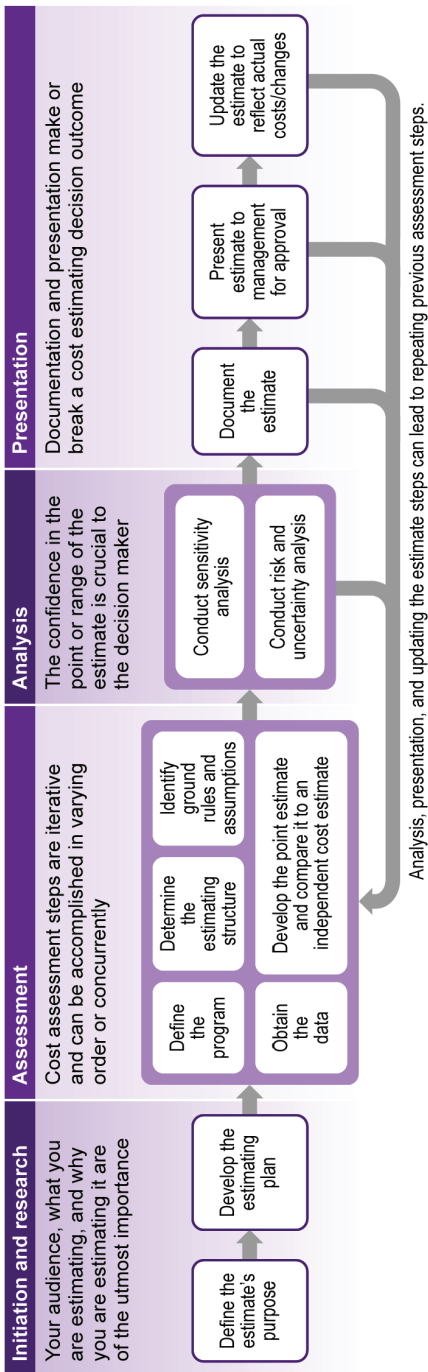 Initiation and research
Your audience, what you
are estimating, and why
you are estimating it are
of the utmost importance
Define the
estimate's
purpose
Develop the
estimating
plan
Assessment
Cost assessment steps are iterative
and can be accomplished in varying
order or concurrently
Define
the
program
Determine
the
estimating
structure
Identify
ground
rules and
assumptions
Obtain
the
data
Develop the point estimate
and compare it to an
independent cost estimate
Analysis
The confidence in the
point or range of the
estimate is crucial to
the decision maker
Conduct sensitivity
analysis
Conduct risk and
uncertainty analysis
Presentation
Documentation and presentation make or
break a cost estimating decision outcome
Document
the
estimate
Present
estimate to
management
for approval
Update the
estimate to
reflect actual
costs/changes
Analysis, presentation, and updating the estimate steps can lead to repeating previous assessment steps.